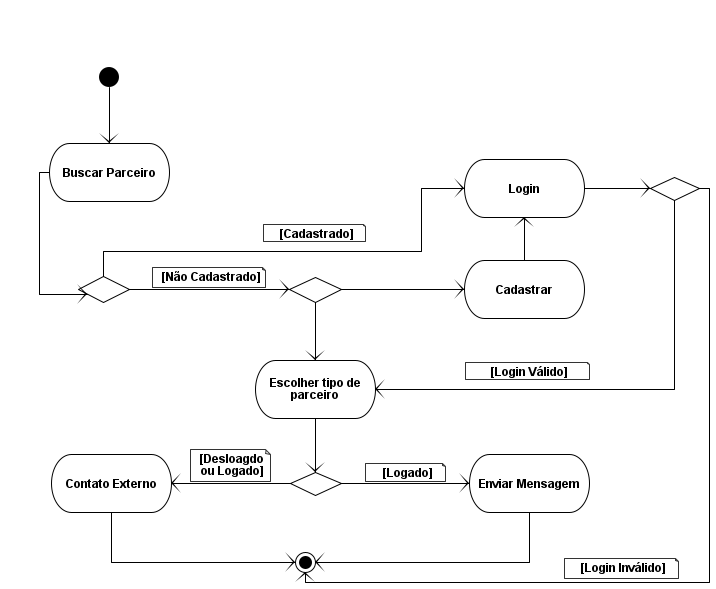 Buscar Parceiro
Login
[Cadastrado]
[Não Cadastrado]
Cadastrar
[Login Válido]
Escolher tipo de
parceiro
[Desloagdo
ou Logado]
[Logado]
Contato Externo
Enviar Mensagem
[Login Inválido]